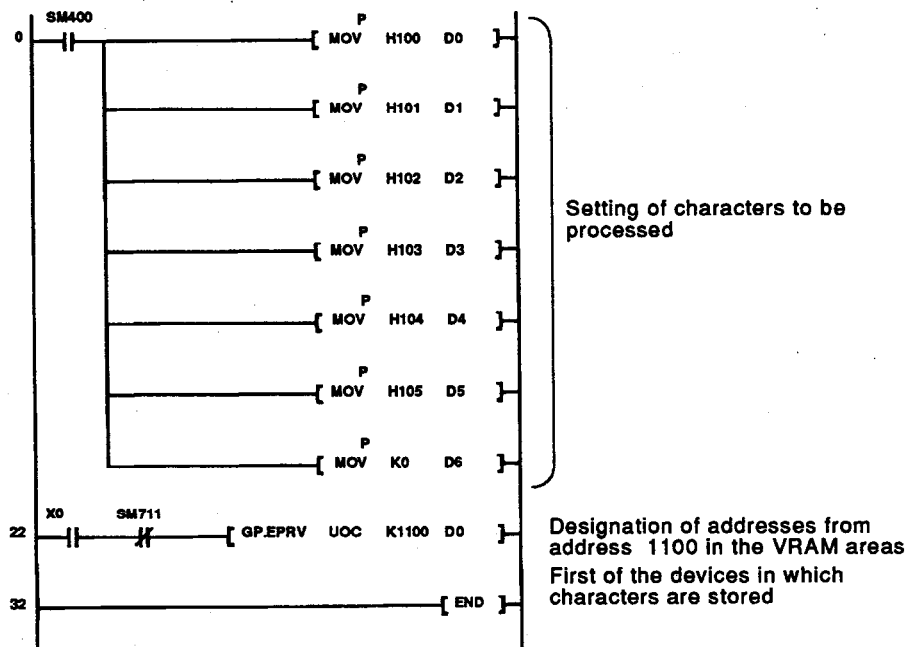 SM400
P
0 MOV H100 D0
P
MOV H101 D1
P
MOV H102 D2
P
MOV H103 D3
P
MOV H104 D4
P
MOV H105 D5
P
MOV K0 D6
Setting of characters to be
processed
X0 SM711
22 GP.EPRV UOC K1100 D0
Designation of addresses from
address 1100 in the VRAM areas
First of the devices in which
characters are stored
32 END